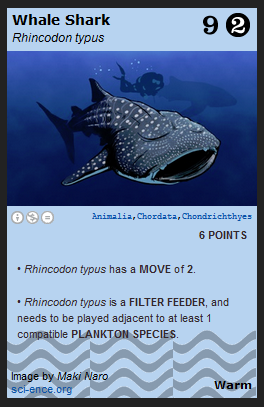 Whale Shark
Rhincodon typus
9 2
Animalia,Chordata,Chondrichthyes
6 POINTS
• Rhincodon typus has a MOVE of 2.
• Rhincodon typus is a FILTER FEEDER, and
needs to be played adjacent to at least 1
compatible PLANKTON SPECIES.
Image by Maki Naro
sci-ence.org
Warm